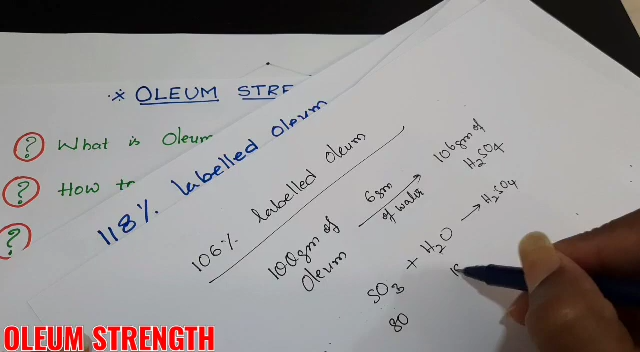 * OLEUM STRE
? What is Oleum
? How to
?
118% labelled oleum
106% labelled oleum
100gm of Oleum 6gm of water → 106gm of H2SO4
SO3 + H2O → H2SO4
80
OLEUM STRENGTH